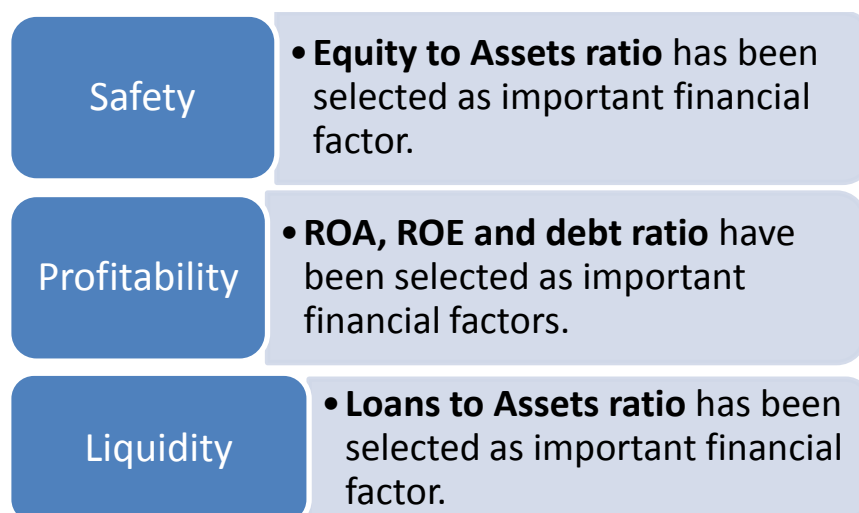 Safety
•Equity to Assets ratio has been
selected as important financial
factor.
Profitability
•ROA, ROE and debt ratio have
been selected as important
financial factors.
Liquidity
•Loans to Assets ratio has been
selected as important financial
factor.